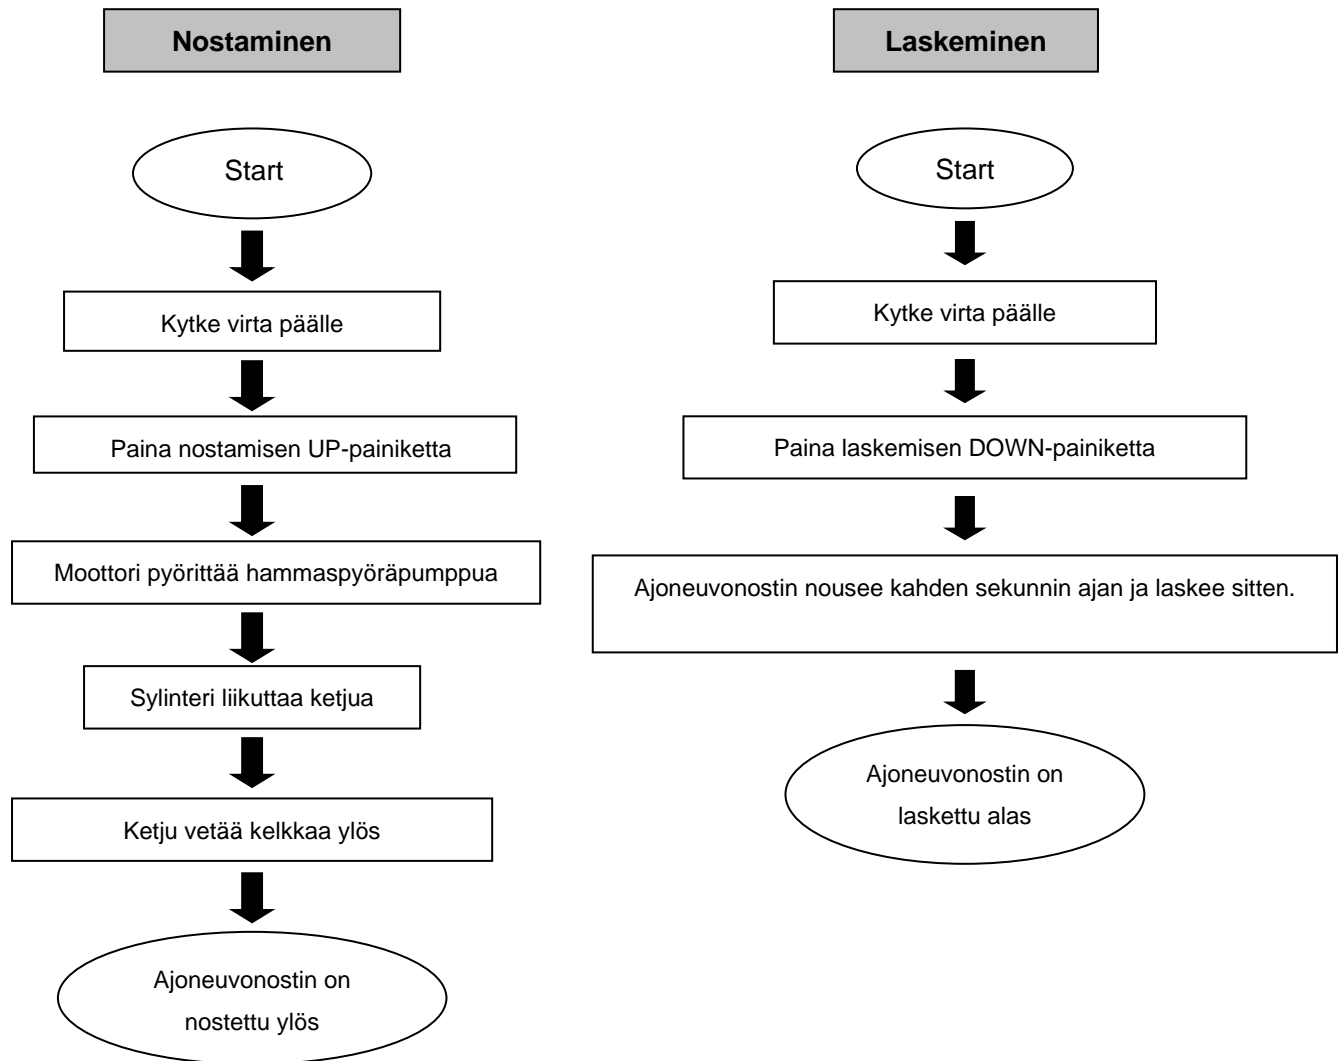 Nostaminen
Start
Kytke virta päälle
Paina nostamisen UP-painiketta
Moottori pyörittää hammaspyöräpumppua
Sylinteri liikuttaa ketjua
Ketju vetää kelkkaa ylös
Ajoneuvonostin on
nostettu ylös
Laskeminen
Start
Kytke virta päälle
Paina laskemisen DOWN-painiketta
Ajoneuvonostin nousee kahden sekunnin ajan ja laskee sitten.
Ajoneuvonostin on
laskettu alas